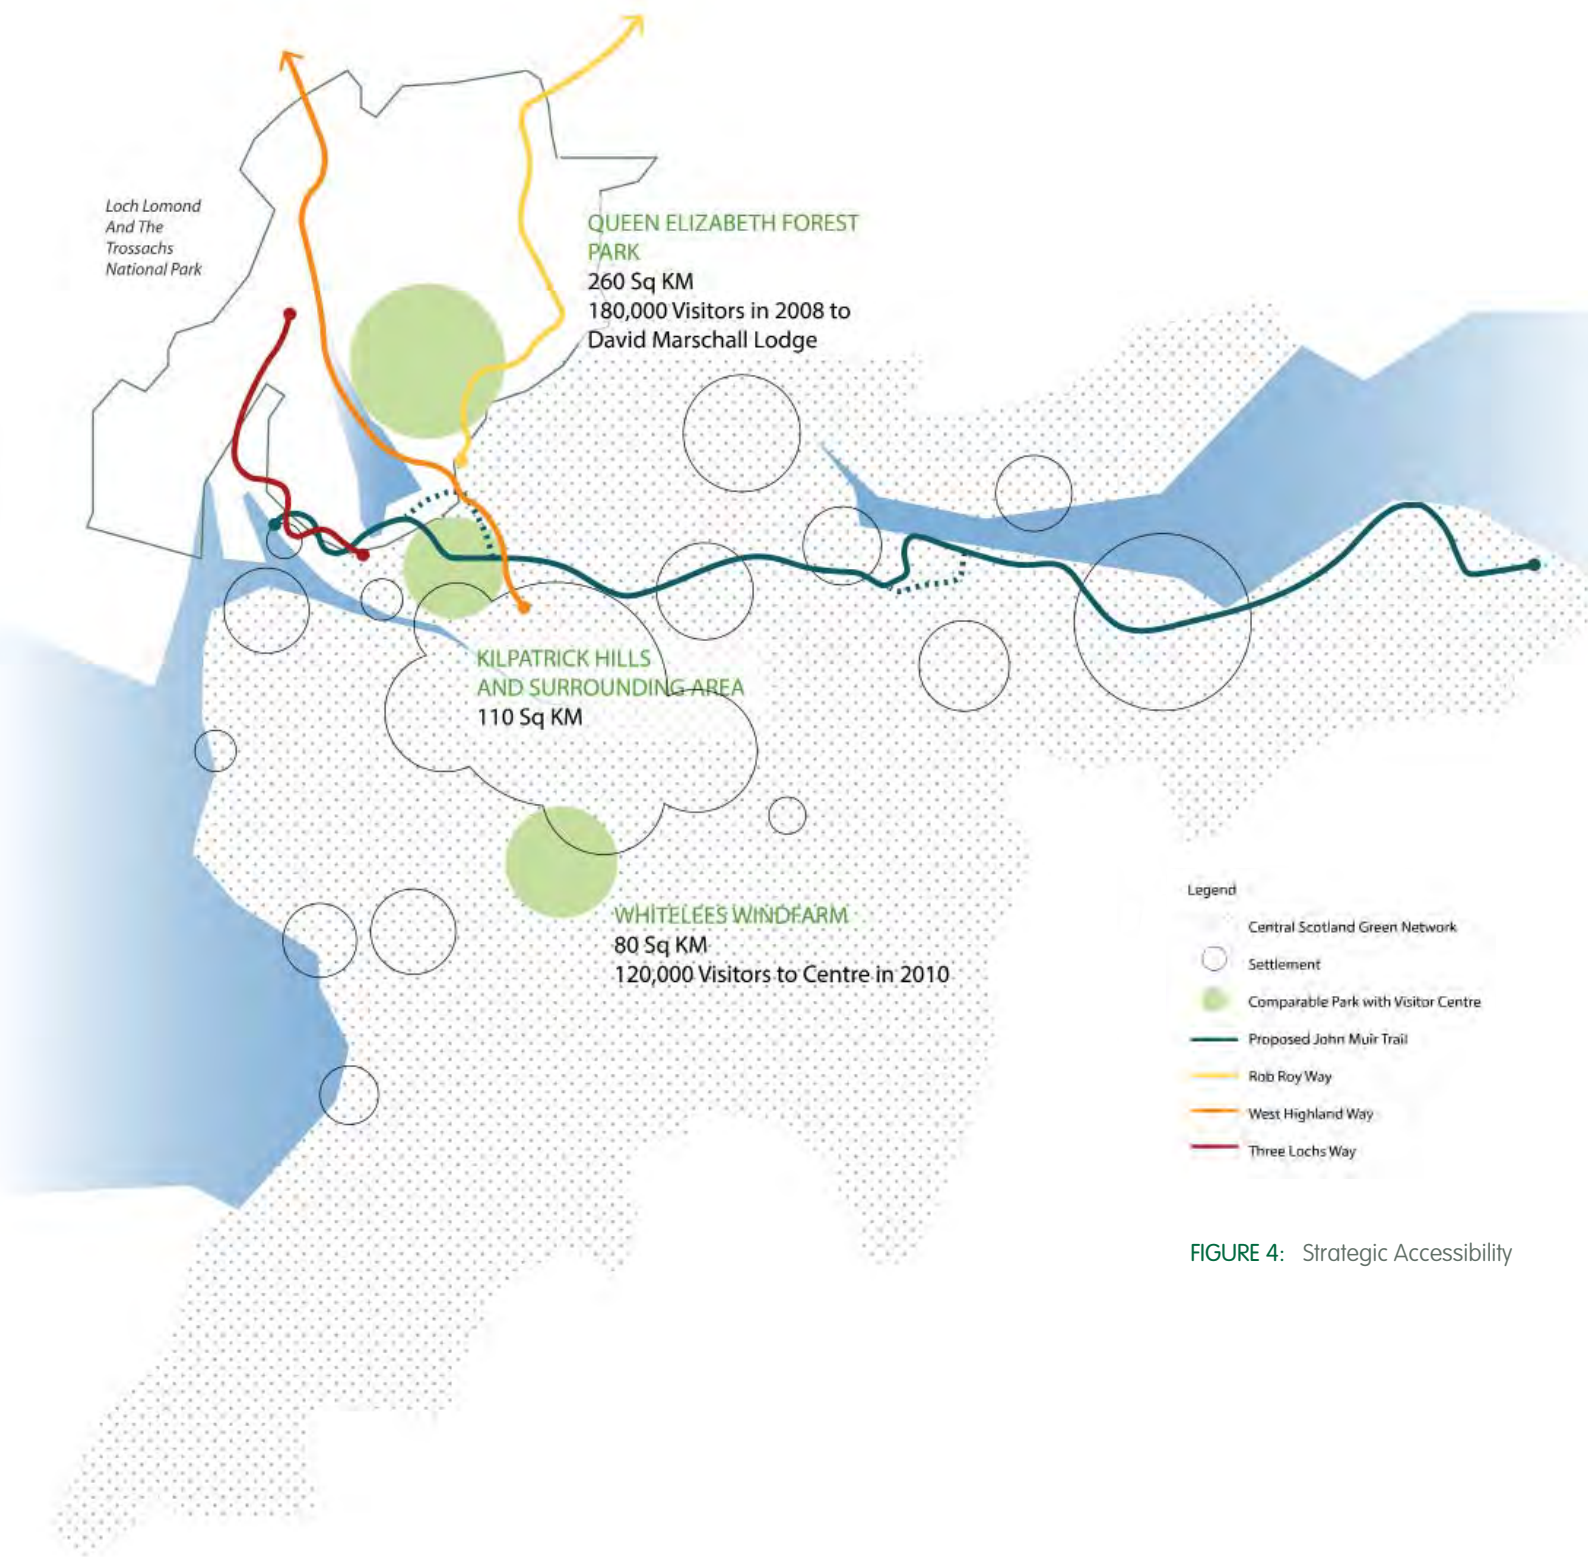 Loch Lomond
And The
Trossachs
National Park
QUEEN ELIZABETH FOREST
PARK
260 Sq KM
180,000 Visitors in 2008 to
David Marschall Lodge
KILPATRICK HILLS
AND SURROUNDING AREA
110 Sq KM
WHITELEES WINDFARM
80 Sq KM
120,000 Visitors to Centre in 2010
Legend
Central Scotland Green Network
Settlement
Comparable Park with Visitor Centre
Proposed John Muir Trail
Rob Roy Way
West Highland Way
Three Lochs Way
FIGURE 4: Strategic Accessibility